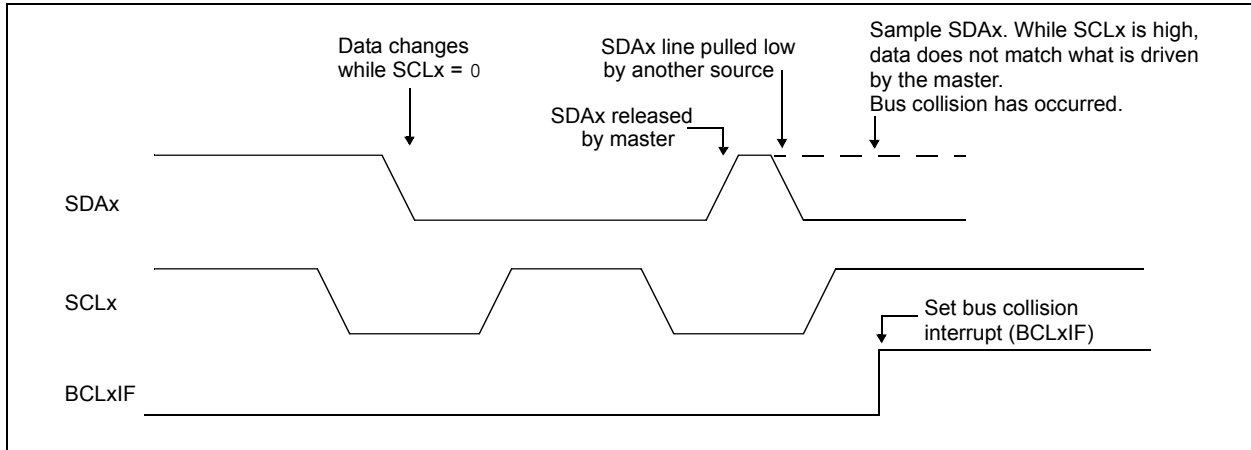 Data changes
while SCLx = 0
SDAx line pulled low
by another source
Sample SDAx. While SCLx is high,
data does not match what is driven
by the master.
Bus collision has occurred.
SDAx released
by master
SDAx
SCLx
Set bus collision
interrupt (BCLxIF)
BCLxIF